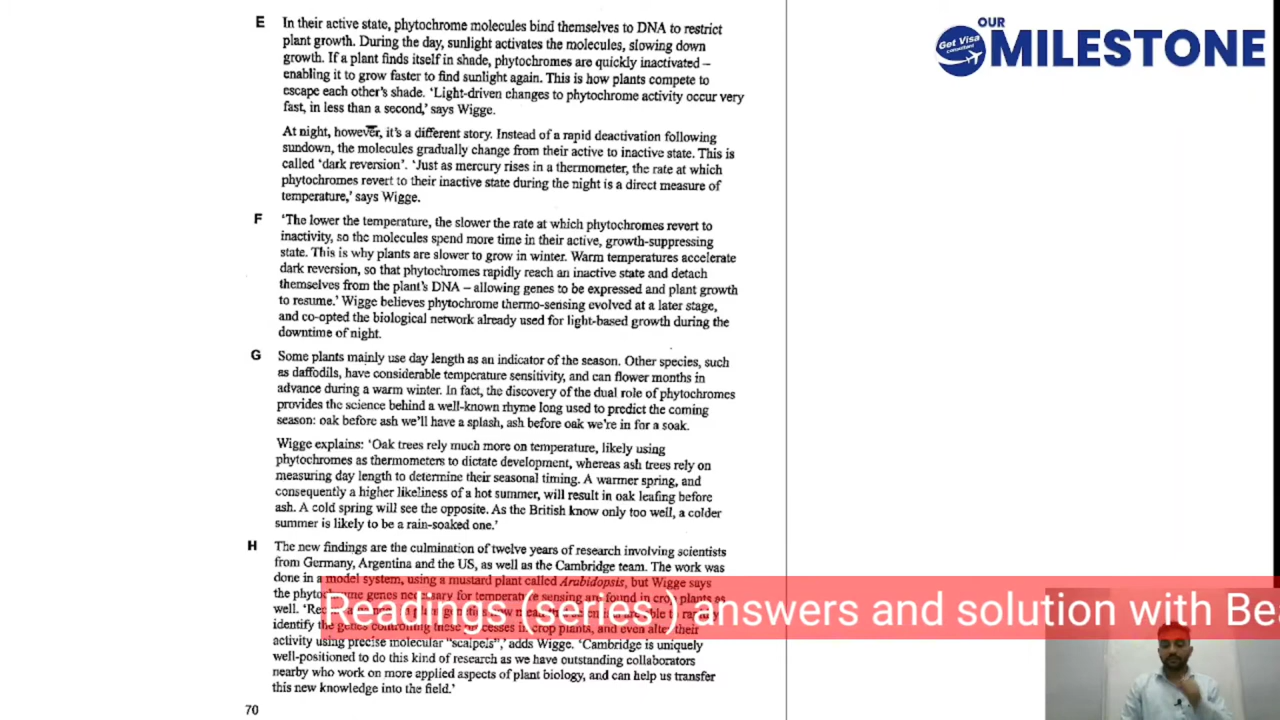 OUR
Get Visa
consultant
MILESTONE
E In their active state, phytochrome molecules bind themselves to DNA to restrict
plant growth. During the day, sunlight activates the molecules, slowing down
growth. If a plant finds itself in shade, phytochromes are quickly inactivated –
enabling it to grow faster to find sunlight again. This is how plants compete to
escape each other's shade. 'Light-driven changes to phytochrome activity occur very
fast, in less than a second,' says Wigge.
At night, however, it's a different story. Instead of a rapid deactivation following
sundown, the molecules gradually change from their active to inactive state. This is
called 'dark reversion'. 'Just as mercury rises in a thermometer, the rate at which
phytochromes revert to their inactive state during the night is a direct measure of
temperature,' says Wigge.
F 'The lower the temperature, the slower the rate at which phytochromes revert to
inactivity, so the molecules spend more time in their active, growth-suppressing
state. This is why plants are slower to grow in winter. Warm temperatures accelerate
dark reversion, so that phytochromes rapidly reach an inactive state and detach
themselves from the plant's DNA – allowing genes to be expressed and plant growth
to resume.' Wigge believes phytochrome thermo-sensing evolved at a later stage,
and co-opted the biological network already used for light-based growth during the
downtime of night.
G Some plants mainly use day length as an indicator of the season. Other species, such
as daffodils, have considerable temperature sensitivity, and can flower months in
advance during a warm winter. In fact, the discovery of the dual role of phytochromes
provides the science behind a well-known rhyme long used to predict the coming
season: oak before ash we'll have a splash, ash before oak we're in for a soak.
Wigge explains: 'Oak trees rely much more on temperature, likely using
phytochromes as thermometers to dictate development, whereas ash trees rely on
measuring day length to determine their seasonal timing. A warmer spring, and
consequently a higher likeliness of a hot summer, will result in oak leafing before
ash. A cold spring will see the opposite. As the British know only too well, a colder
summer is likely to be a rain-soaked one.'
H The new findings are the culmination of twelve years of research involving scientists
from Germany, Argentina and the US, as well as the Cambridge team. The work was
done in a model system, using a mustard plant called Arabidopsis, but Wigge says
the genes necessary for temperature sensing are found in crop plants as
well.
Readings (series ) answers and solution with Be
identify the genes controlling these processes in crop plants, and even alter their
activity using precise molecular "scalpels",' adds Wigge. 'Cambridge is uniquely
well-positioned to do this kind of research as we have outstanding collaborators
nearby who work on more applied aspects of plant biology, and can help us transfer
this new knowledge into the field.'
70